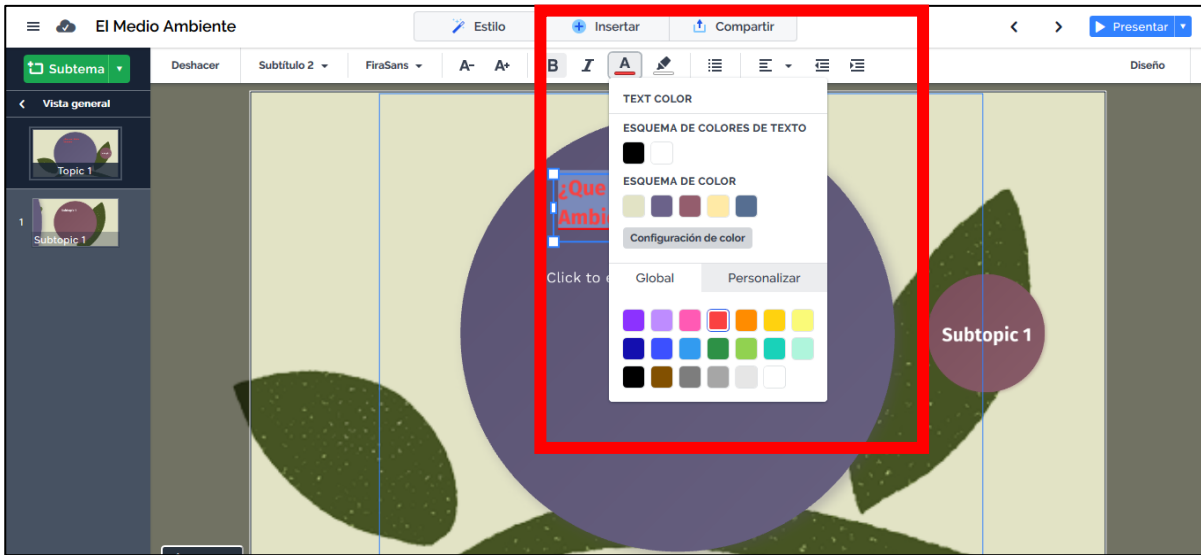 El Medio Ambiente
Estilo
Insertar
Compartir
Presentar
Subtema
Deshacer
Subtítulo 2
FiraSans
A-
A+
B
I
A
Diseño
Vista general
Topic 1
1
Subtopic 1
TEXT COLOR
ESQUEMA DE COLORES DE TEXTO
ESQUEMA DE COLOR
Configuración de color
Global
Personalizar
¿Que
Click to
Subtopic 1